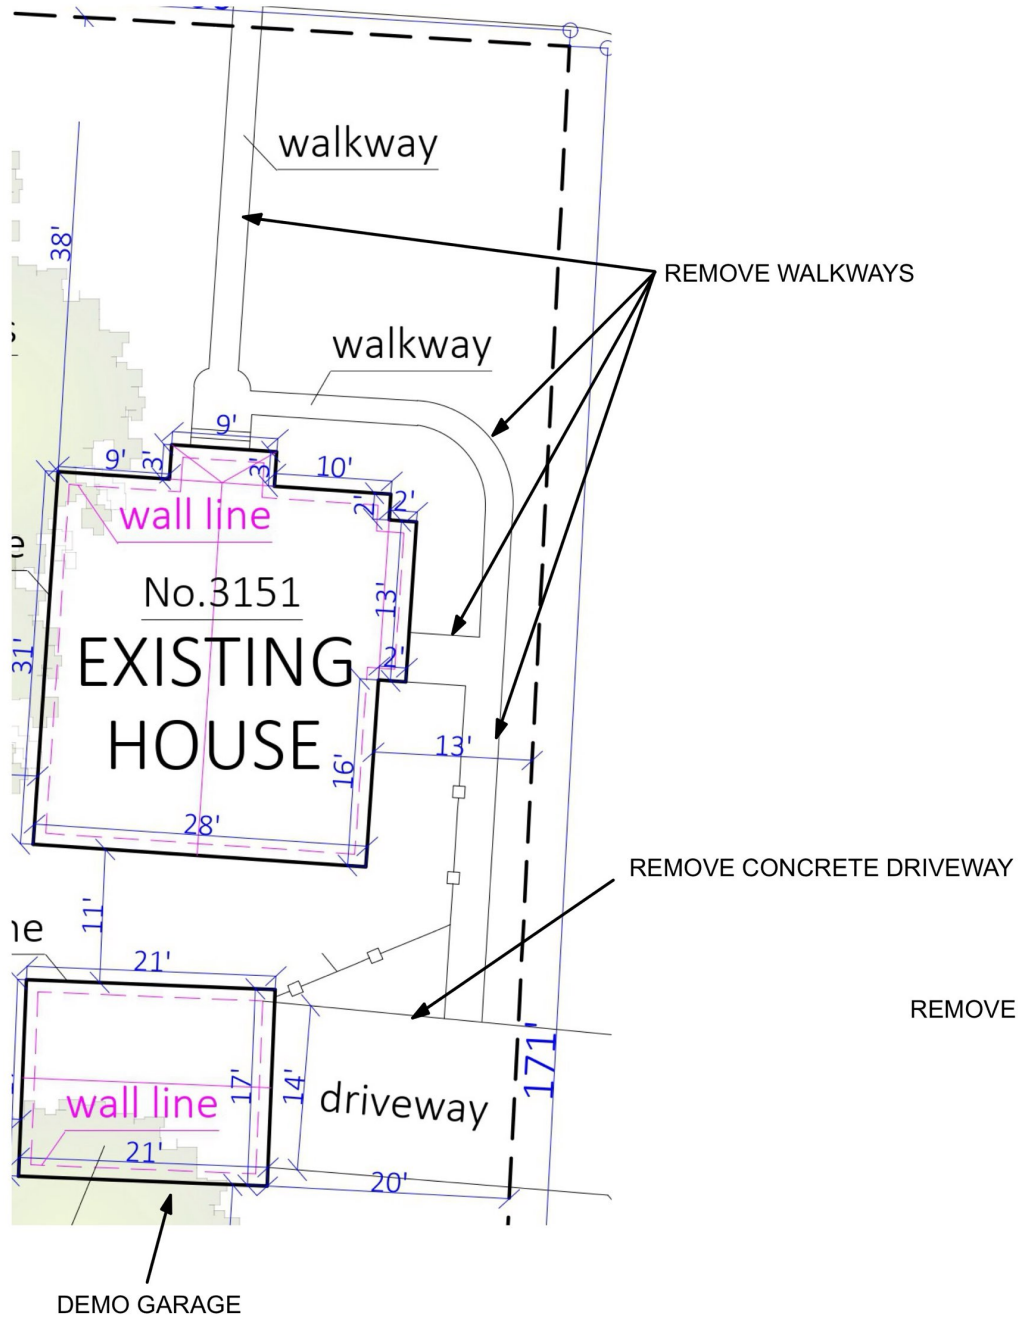 walkway
38'
REMOVE WALKWAYS
walkway
9'
9'
3'
3'
10'
2'
2'
wall line
No.3151
13'
EXISTING
2'
31'
HOUSE
13'
16'
28'
REMOVE CONCRETE DRIVEWAY
11'
21'
REMOVE
171'
17'
14'
driveway
wall line
21'
20'
DEMO GARAGE